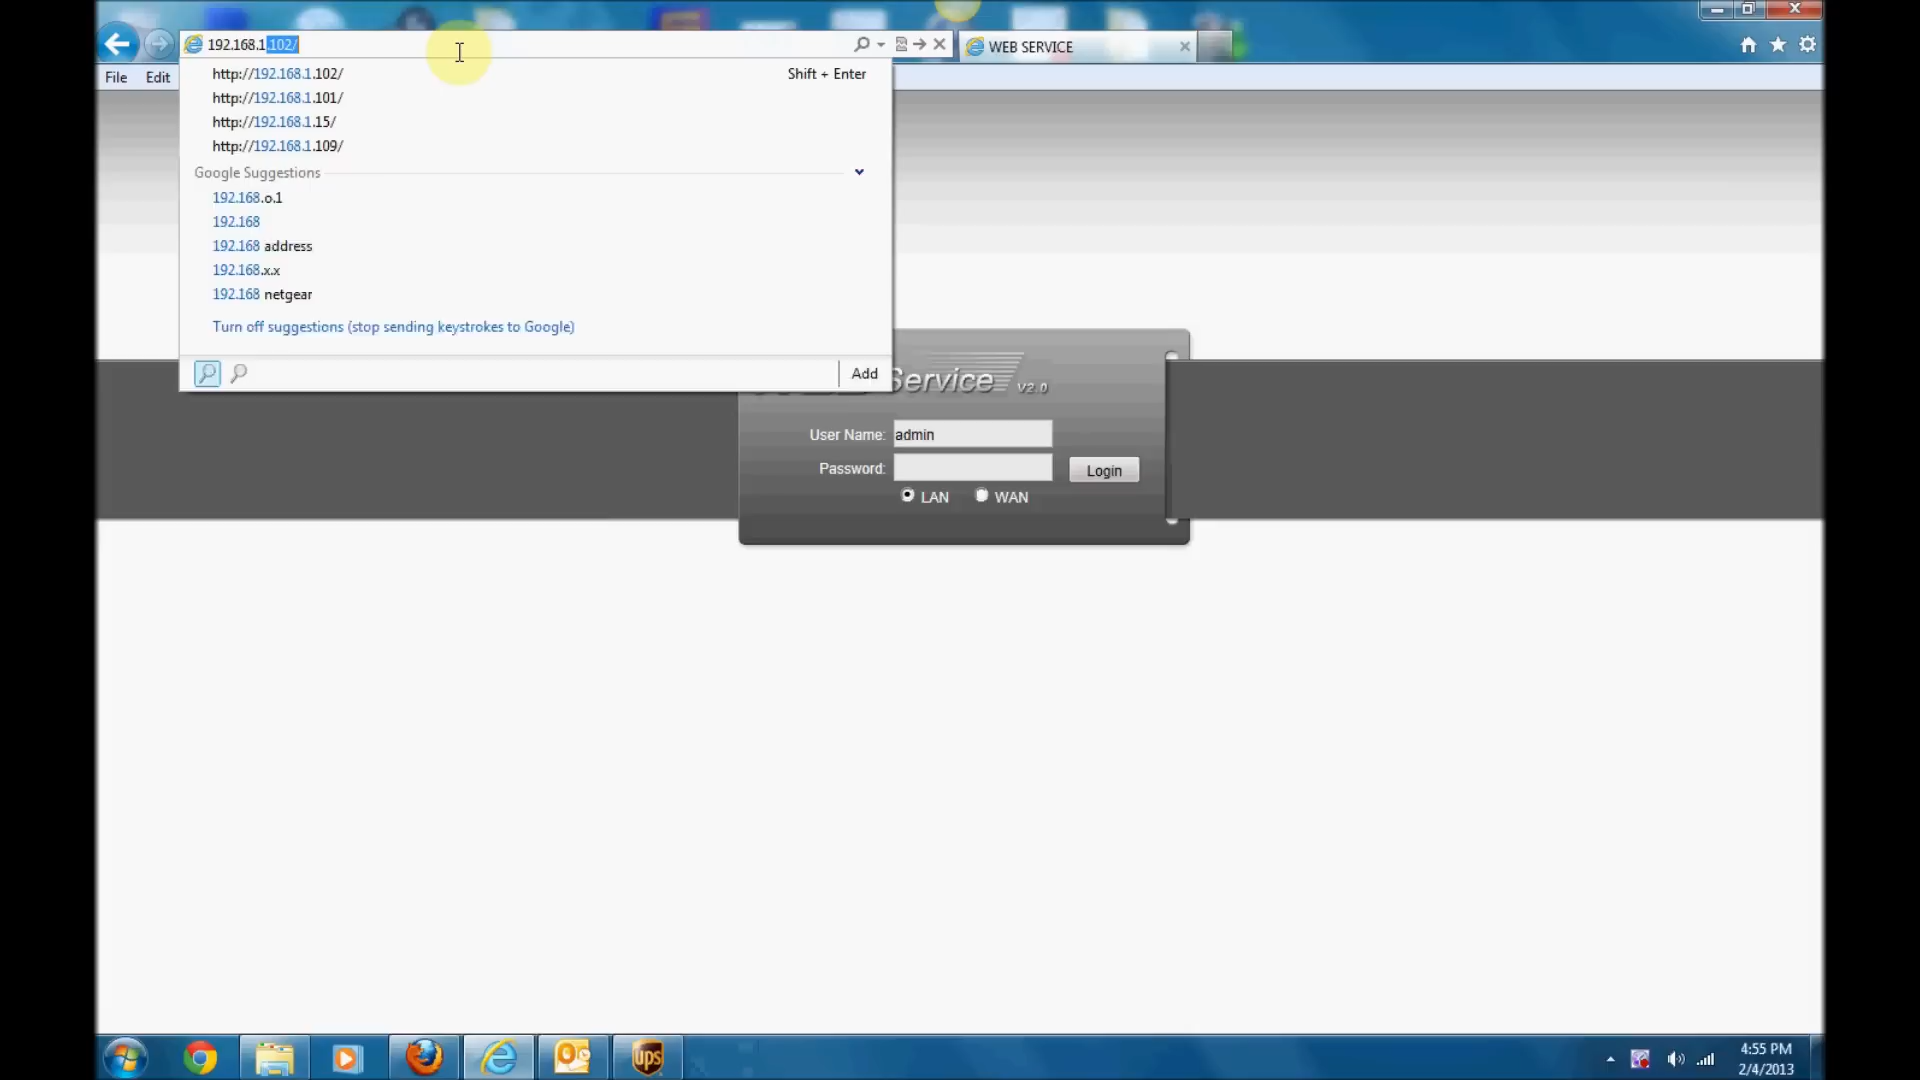 192.168.1.102/
WEB SERVICE
File Edit
http://192.168.1.102/ Shift + Enter
http://192.168.1.101/
http://192.168.1.15/
http://192.168.1.109/
Google Suggestions
192.168.o.1
192.168
192.168 address
192.168.x.x
192.168 netgear
Turn off suggestions (stop sending keystrokes to Google)
Add
Service V2.0
User Name: admin
Password:
Login
LAN WAN
ups
4:55 PM
2/4/2013